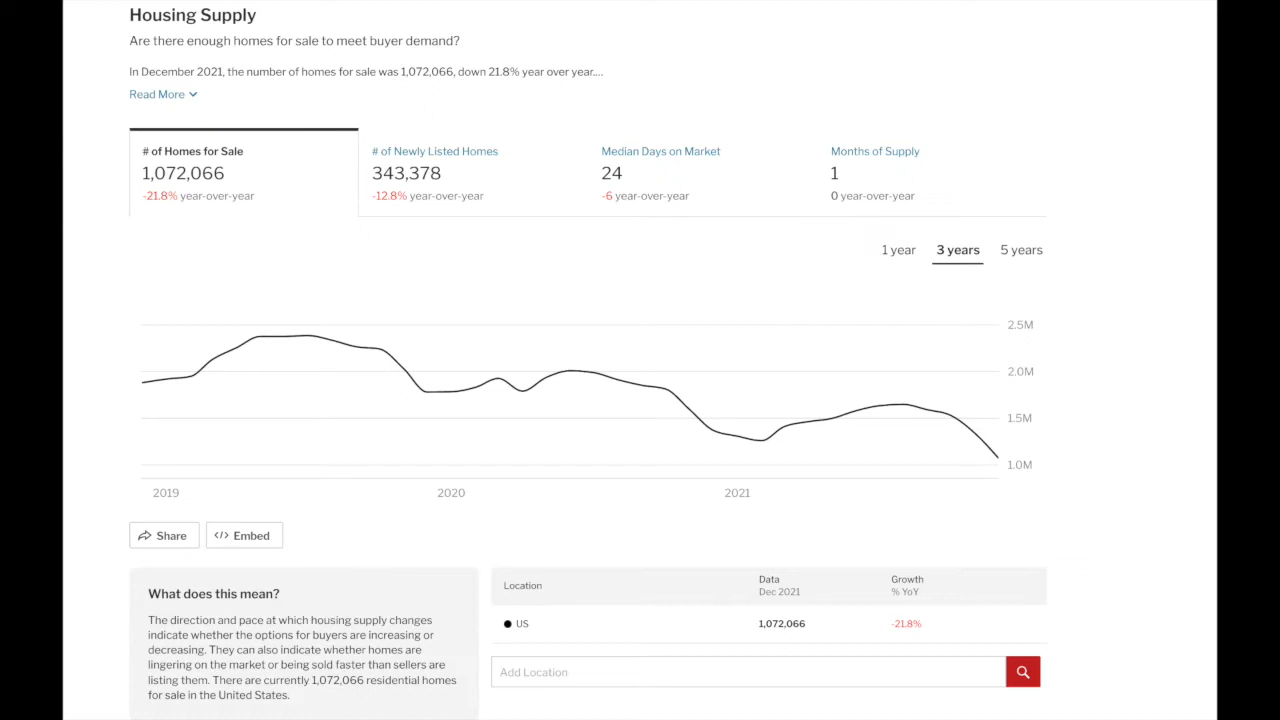 Housing Supply
Are there enough homes for sale to meet buyer demand?
In December 2021, the number of homes for sale was 1,072,066, down 21.8% year over year....
Read More
# of Homes for Sale
1,072,066
-21.8% year-over-year
# of Newly Listed Homes
343,378
-12.8% year-over-year
Median Days on Market
24
-6 year-over-year
Months of Supply
1
0 year-over-year
1 year 3 years 5 years
2.5M
2.0M
1.5M
1.0M
2019 2020 2021
Share
</> Embed
What does this mean?
The direction and pace at which housing supply changes
indicate whether the options for buyers are increasing or
decreasing. They can also indicate whether homes are
lingering on the market or being sold faster than sellers are
listing them. There are currently 1,072,066 residential homes
for sale in the United States.
Location
Data
Dec 2021
Growth
% YoY
US 1,072,066 -21.8%
Add Location